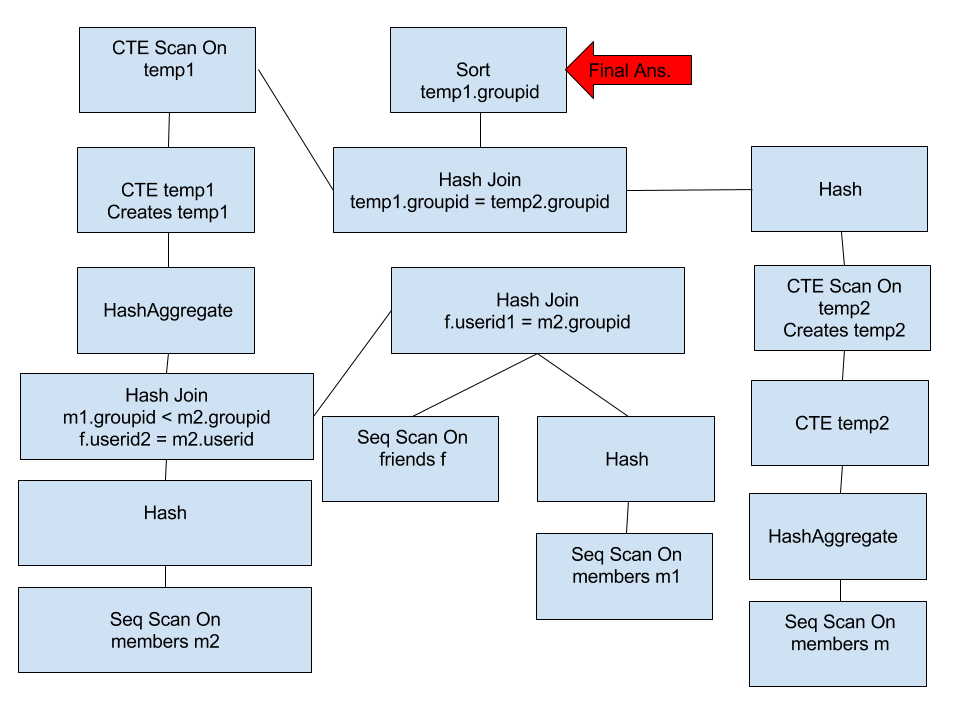 CTE Scan On
temp1
Sort
temp1.groupid
Final Ans.
CTE temp1
Creates temp1
Hash Join
temp1.groupid = temp2.groupid
Hash
HashAggregate
Hash Join
f.userid1 = m2.groupid
CTE Scan On
temp2
Creates temp2
Hash Join
m1.groupid < m2.groupid
f.userid2 = m2.userid
Seq Scan On
friends f
Hash
CTE temp2
Hash
Seq Scan On
members m1
HashAggregate
Seq Scan On
members m2
Seq Scan On
members m